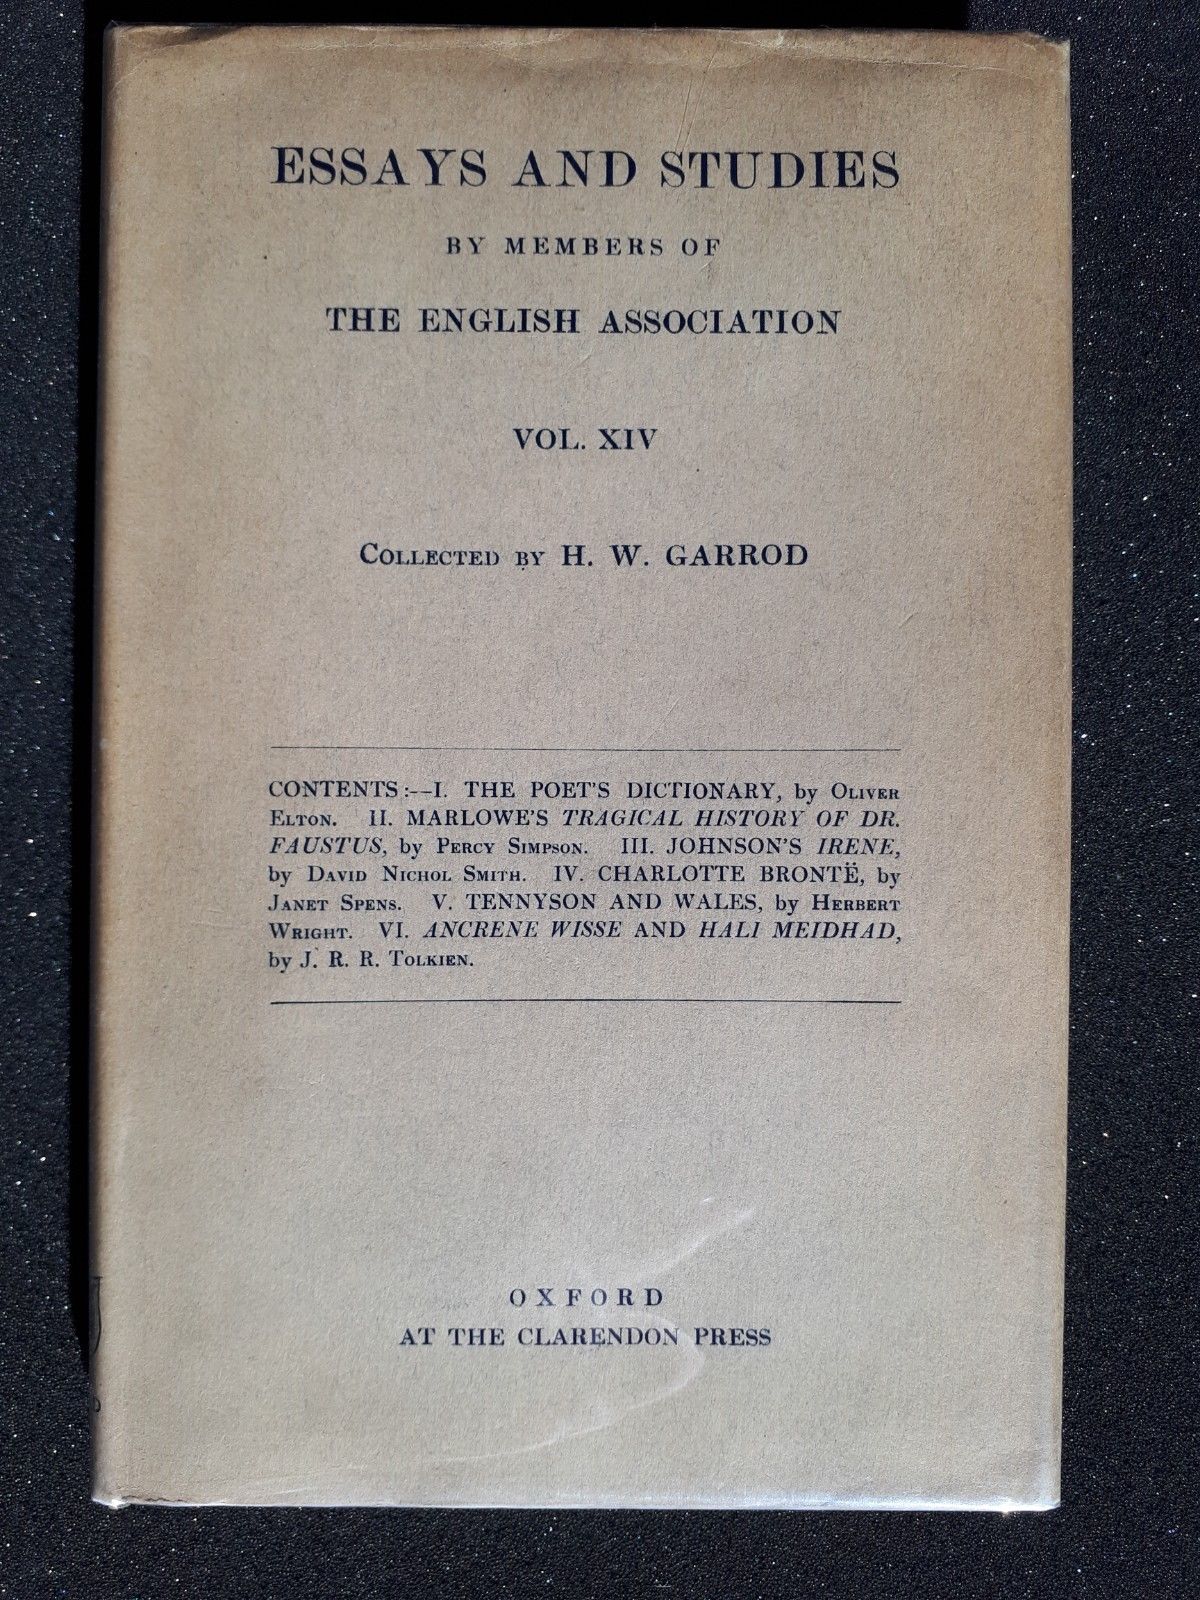 ESSAYS AND STUDIES
BY MEMBERS OF
THE ENGLISH ASSOCIATION
VOL. XIV
COLLECTED BY H. W. GARROD
CONTENTS:--I. THE POET'S DICTIONARY, by OLIVER
ELTON. II. MARLOWE'S TRAGICAL HISTORY OF DR.
FAUSTUS, by PERCY SIMPSON. III. JOHNSON'S IRENE,
by DAVID NICHOL SMITH. IV. CHARLOTTE BRONTË, by
JANET SPENS. V. TENNYSON AND WALES, by HERBERT
WRIGHT. VI. ANCRENE WISSE AND HALI MEIDHAD,
by J. R. R. TOLKIEN.
OXFORD
AT THE CLARENDON PRESS